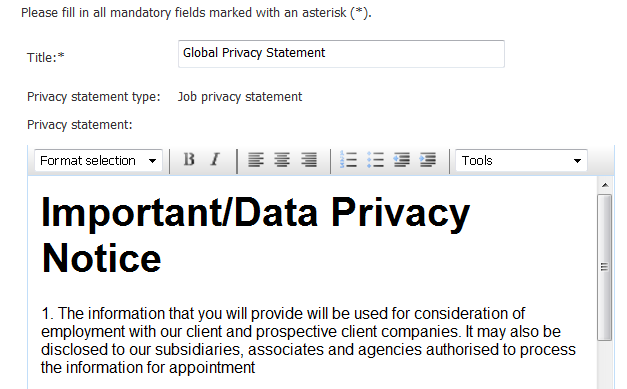 Please fill in all mandatory fields marked with an asterisk (*).
Title:* Global Privacy Statement
Privacy statement type: Job privacy statement
Privacy statement:
Format selection B I Tools
Important/Data Privacy
Notice
1. The information that you will provide will be used for consideration of
employment with our client and prospective client companies. It may also be
disclosed to our subsidiaries, associates and agencies authorised to process
the information for appointment